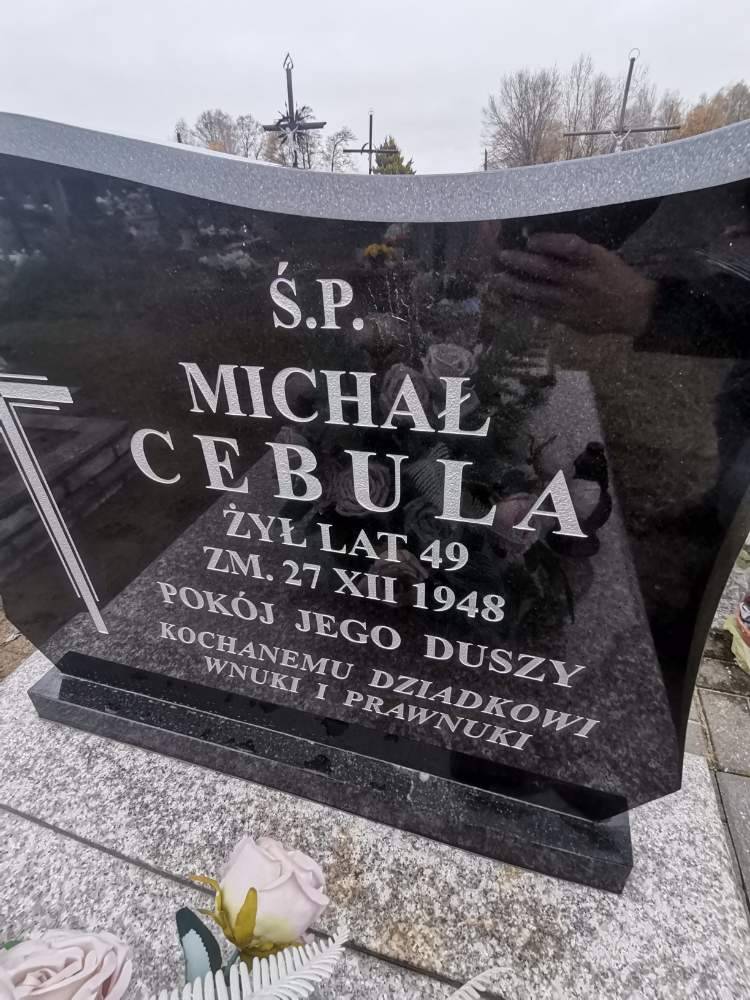 Ś.P.
MICHAŁ
CEBULA
ŻYŁ LAT 49
ZM. 27 XII 1948
POKÓJ JEGO DUSZY
KOCHANEMU DZIADKOWI
WNUKI I PRAWNUKI